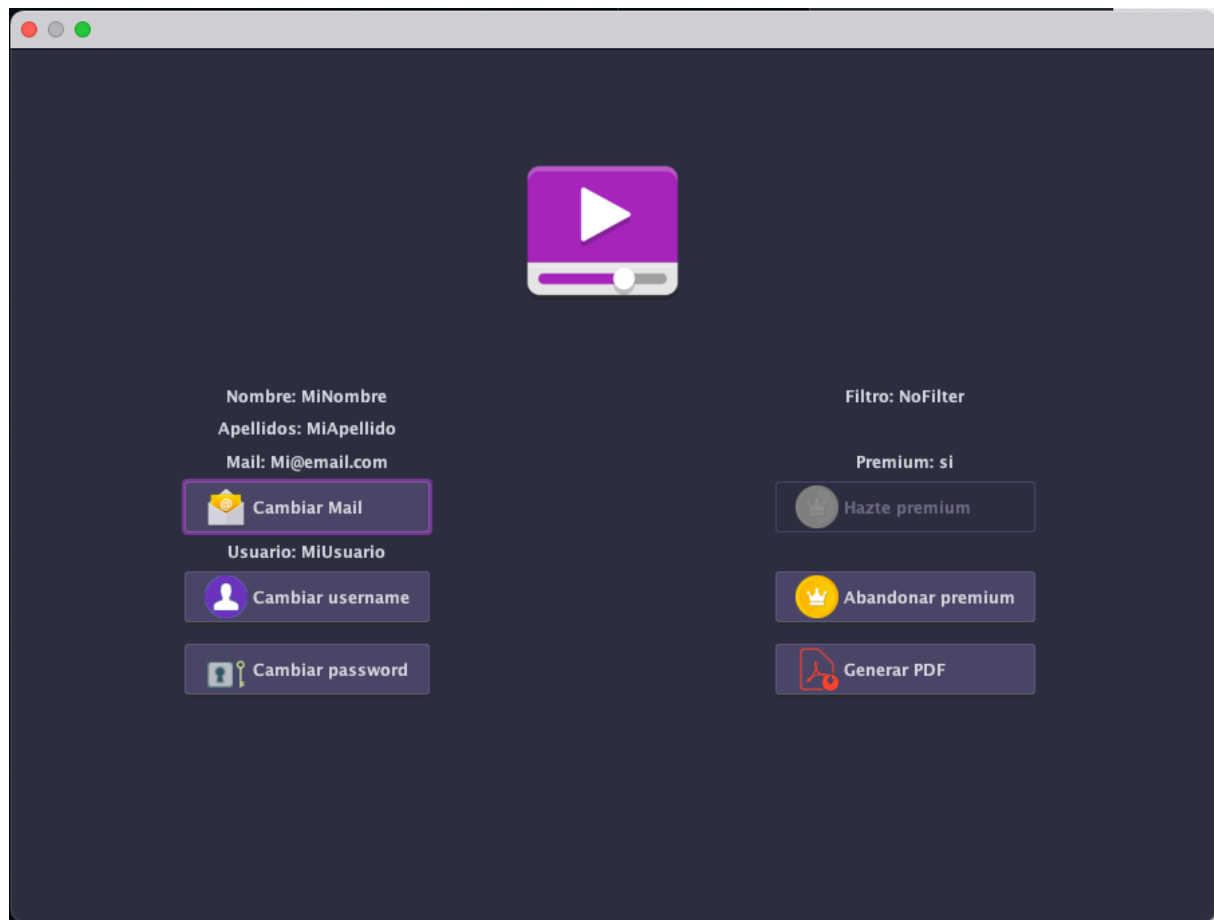 Nombre: MiNombre
Apellidos: MiApellido
Mail: Mi@email.com
Cambiar Mail
Usuario: MiUsuario
Cambiar username
Cambiar password
Filtro: NoFilter
Premium: si
Hazte premium
Abandonar premium
Generar PDF